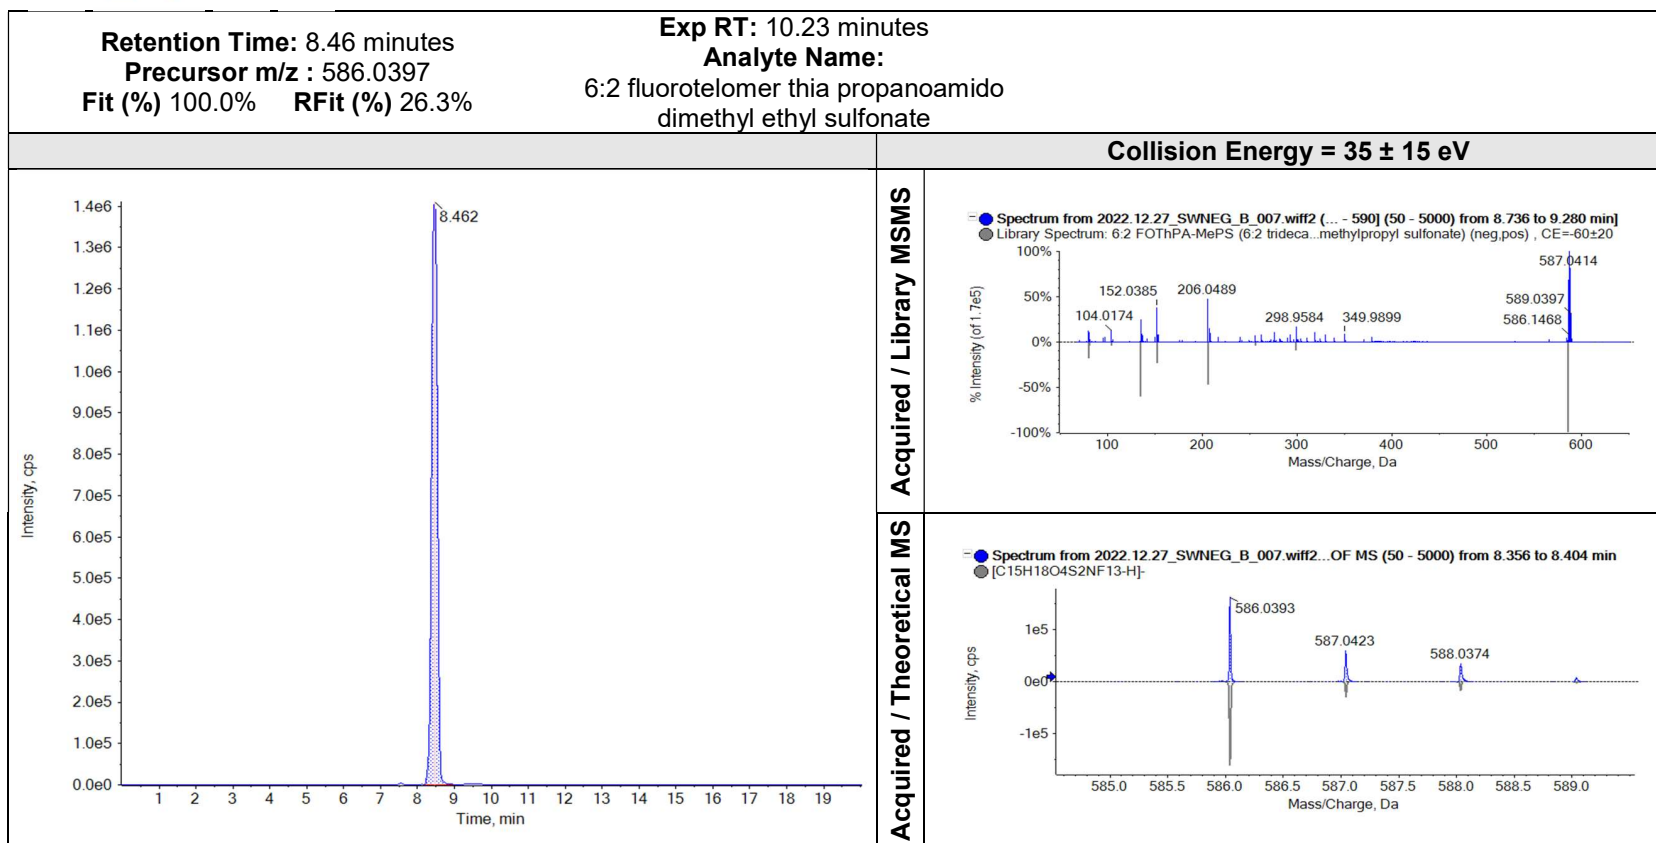 Retention Time: 8.46 minutes
Precursor m/z : 586.0397
Fit (%) 100.0% RFit (%) 26.3%
Exp RT: 10.23 minutes
Analyte Name:
6:2 fluorotelomer thia propanoamido
dimethyl ethyl sulfonate
Collision Energy = 35 ± 15 eV
1.4e6
1.3e6
1.2e6
1.1e6
1.0e6
9.0e5
8.0e5
7.0e5
6.0e5
5.0e5
4.0e5
3.0e5
2.0e5
1.0e5
0.0e0
8.462
Intensity, cps
1 2 3 4 5 6 7 8 9 10 11 12 13 14 15 16 17 18 19
Time, min
Acquired / Library MSMS
Spectrum from 2022.12.27_SWNEG_B_007.wiff2 (... - 590] (50 - 5000) from 8.736 to 9.280 min]
Library Spectrum: 6:2 FOThPA-MePS (6:2 trideca...methylpropyl sulfonate) (neg,pos) , CE=-60±20
100%
50%
0%
-50%
-100%
% Intensity (of 1.7e5)
104.0174
152.0385
206.0489
298.9584
349.9899
587.0414
589.0397
586.1468
100 200 300 400 500 600
Mass/Charge, Da
Acquired / Theoretical MS
Spectrum from 2022.12.27_SWNEG_B_007.wiff2...OF MS (50 - 5000) from 8.356 to 8.404 min
[C15H18O4S2NF13-H]-
1e5
0e0
-1e5
Intensity, cps
586.0393
587.0423
588.0374
585.0 585.5 586.0 586.5 587.0 587.5 588.0 588.5 589.0
Mass/Charge, Da